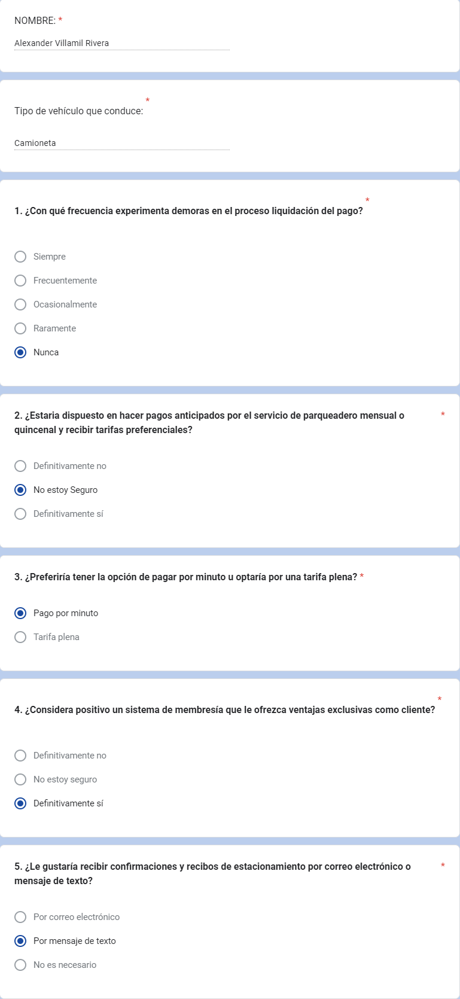 NOMBRE: *
Alexander Villamil Rivera
Tipo de vehículo que conduce: *
Camioneta
1. ¿Con qué frecuencia experimenta demoras en el proceso liquidación del pago? *
Siempre
Frecuentemente
Ocasionalmente
Raramente
Nunca
2. ¿Estaria dispuesto en hacer pagos anticipados por el servicio de parqueadero mensual o *
quincenal y recibir tarifas preferenciales?
Definitivamente no
No estoy Seguro
Definitivamente sí
3. ¿Preferiría tener la opción de pagar por minuto u optaría por una tarifa plena? *
Pago por minuto
Tarifa plena
4. ¿Considera positivo un sistema de membresía que le ofrezca ventajas exclusivas como cliente? *
Definitivamente no
No estoy seguro
Definitivamente sí
5. ¿Le gustaría recibir confirmaciones y recibos de estacionamiento por correo electrónico o *
mensaje de texto?
Por correo electrónico
Por mensaje de texto
No es necesario